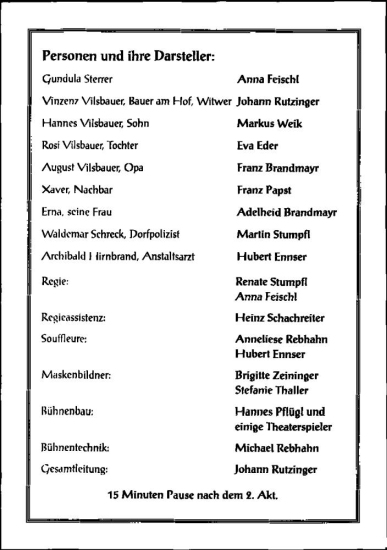 Personen und ihre Darsteller:
Gundula Sterrer Anna Feischl
Vinzenz Vilsbauer, Bauer am Hof, Witwer Johann Rutzinger
Hannes Vilsbauer, Sohn Markus Weik
Rosi Vilsbauer, Tochter Eva Eder
August Vilsbauer, Opa Franz Brandmayr
Xaver, Nachbar Franz Papst
Erna, seine Frau Adelheid Brandmayr
Waldemar Schreck, Dorfpolizist Martin Stumpfl
Archibald Hirnbrand, Anstaltsarzt Hubert Ennser
Regie: Renate Stumpfl
Anna Feischl
Regieassistenz: Heinz Schachreiter
Souffleure: Anneliese Rebhahn
Hubert Ennser
Maskenbildner: Brigitte Zeininger
Stefanie Thaller
Bühnenbau: Hannes Pflügl und
einige Theaterspieler
Bühnentechnik: Michael Rebhahn
Gesamtleitung: Johann Rutzinger
15 Minuten Pause nach dem 2. Akt.